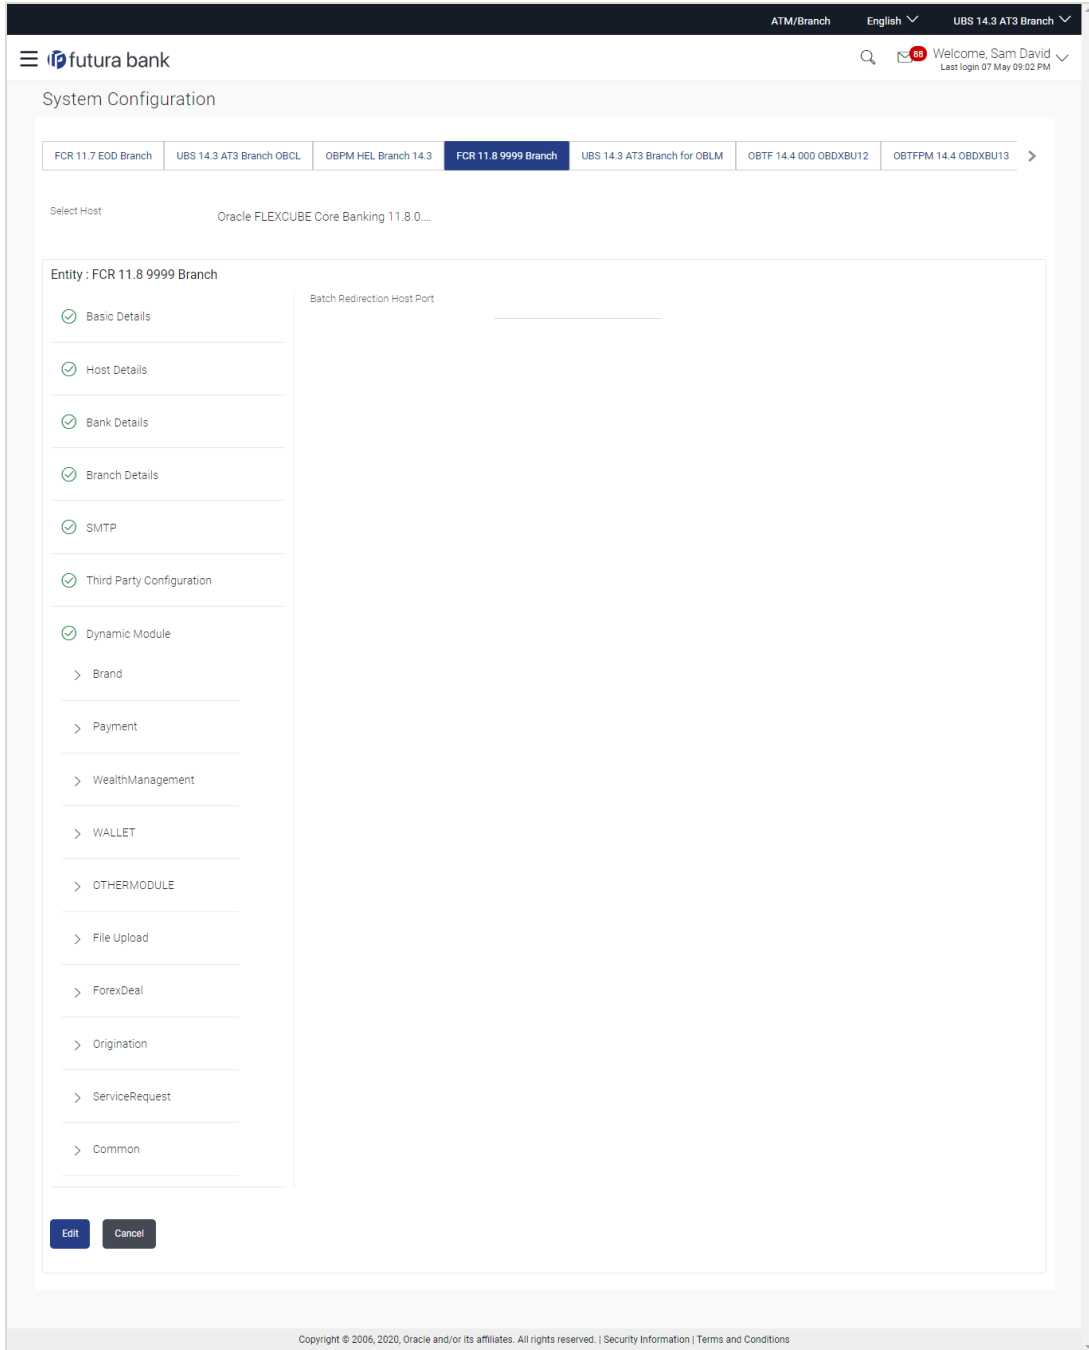 ATM/Branch English UBS 14.3 AT3 Branch
futura bank 88 Welcome, Sam David
Last login 07 May 09:02 PM
System Configuration
FCR 11.7 EOD Branch UBS 14.3 AT3 Branch OBCL OBPM HEL Branch 14.3 FCR 11.8 9999 Branch UBS 14.3 AT3 Branch for OBLM OBTF 14.4 000 OBDXBU12 OBTFPM 14.4 OBDXBU13
Select Host Oracle FLEXCUBE Core Banking 11.8.0....
Entity : FCR 11.8 9999 Branch
Batch Redirection Host Port
Basic Details
Host Details
Bank Details
Branch Details
SMTP
Third Party Configuration
Dynamic Module
Brand
Payment
WealthManagement
WALLET
OTHERMODULE
File Upload
ForexDeal
Origination
ServiceRequest
Common
Edit Cancel
Copyright © 2006, 2020, Oracle and/or its affiliates. All rights reserved. | Security Information | Terms and Conditions